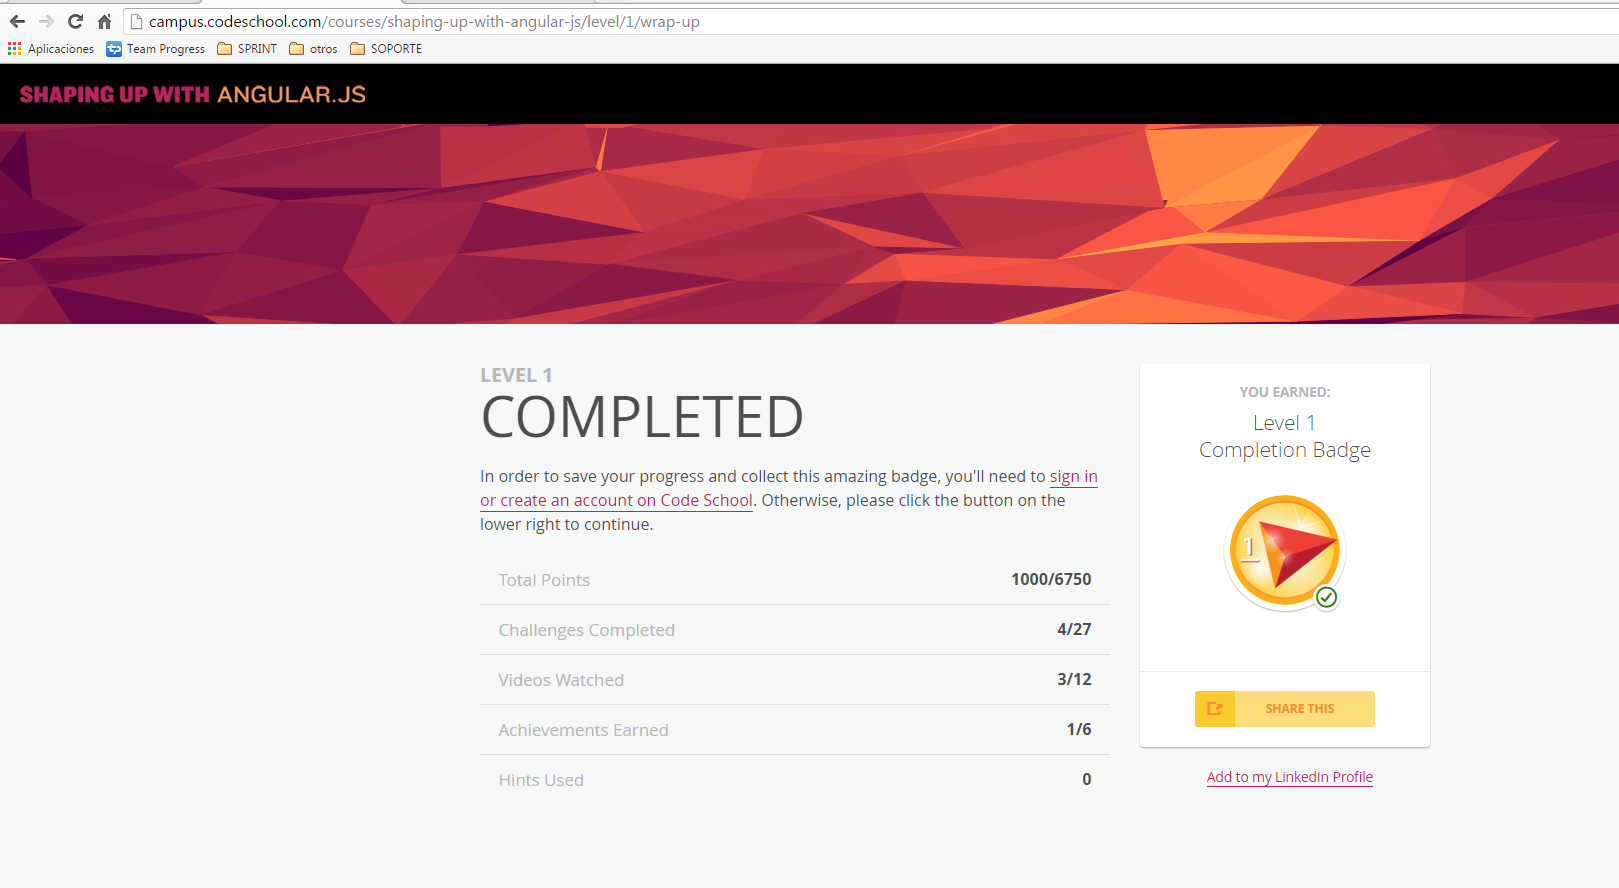 campus.codeschool.com/courses/shaping-up-with-angular-js/level/1/wrap-up
Aplicaciones Team Progress SPRINT otros SOPORTE
SHAPING UP WITH ANGULAR.JS
LEVEL 1
COMPLETED
In order to save your progress and collect this amazing badge, you'll need to sign in
or create an account on Code School. Otherwise, please click the button on the
lower right to continue.
Total Points 1000/6750
Challenges Completed 4/27
Videos Watched 3/12
Achievements Earned 1/6
Hints Used 0
YOU EARNED:
Level 1
Completion Badge
1
SHARE THIS
Add to my LinkedIn Profile